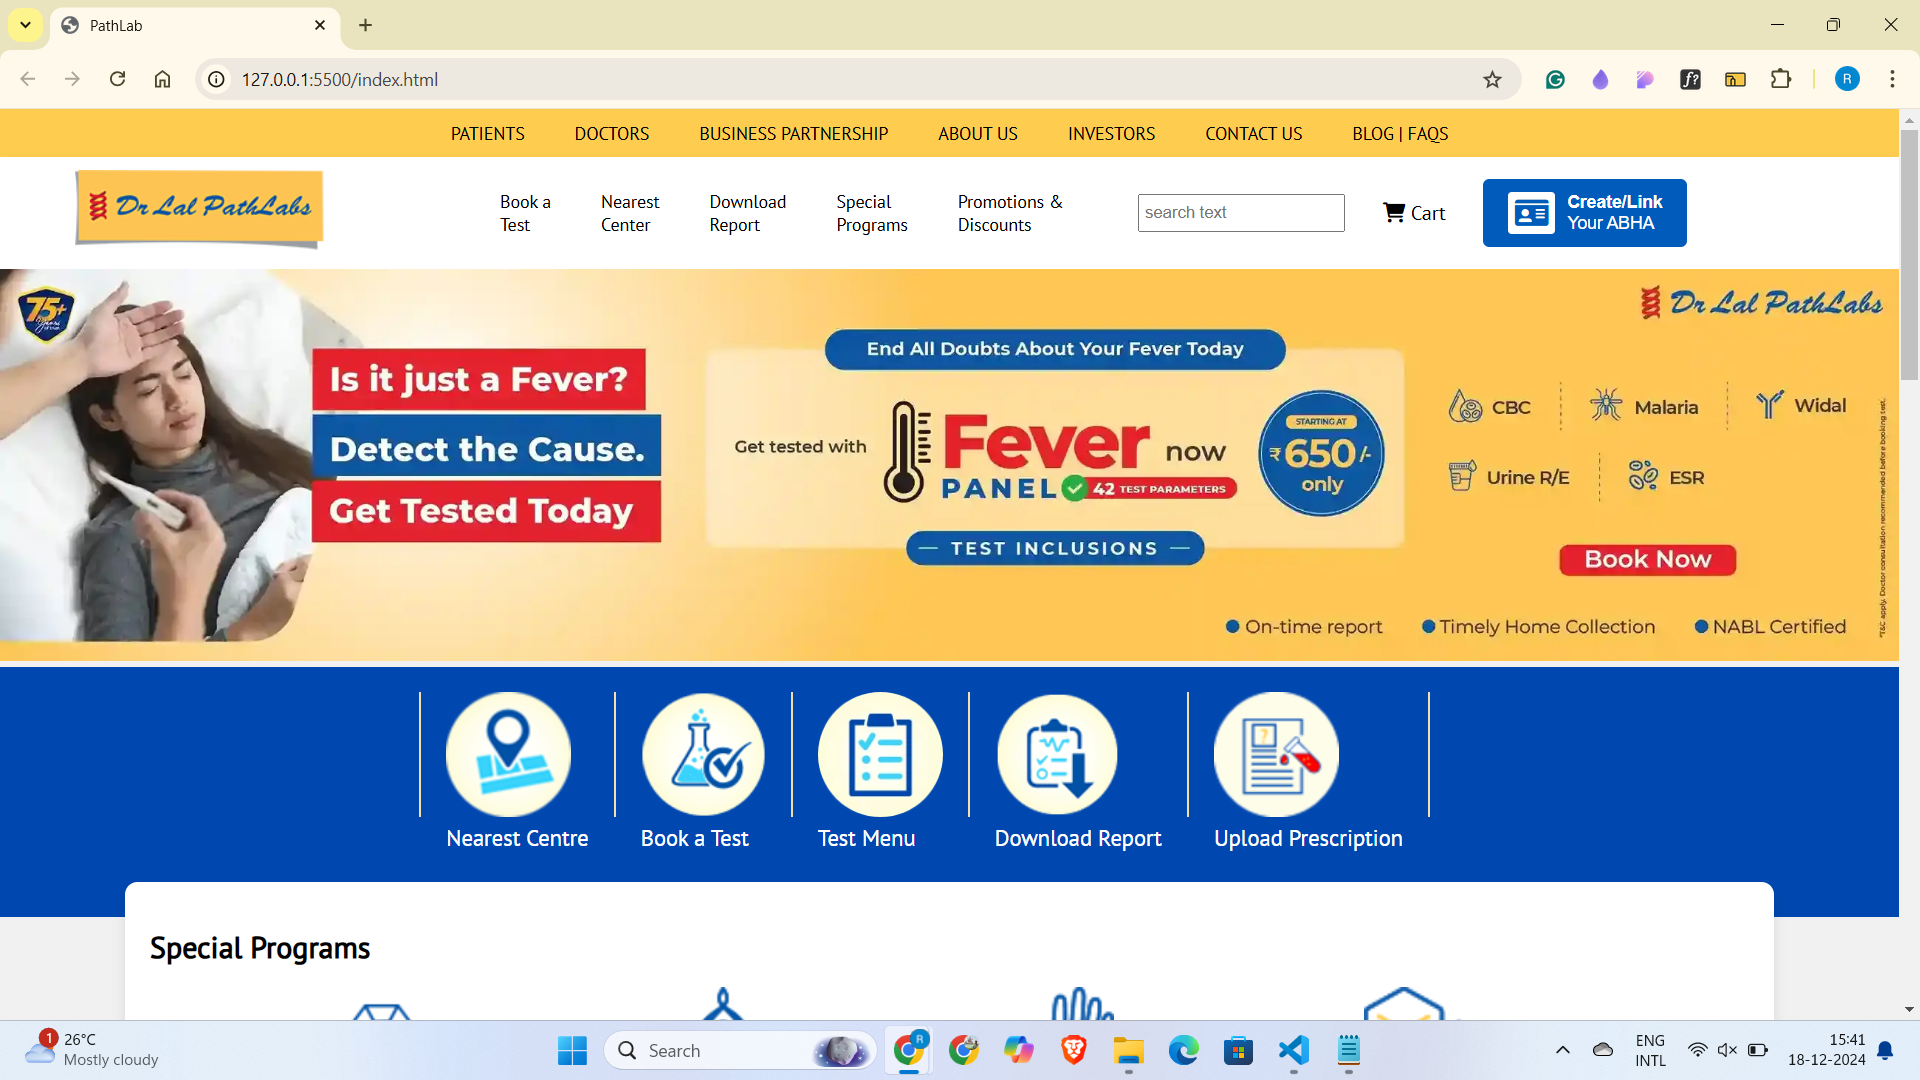 PathLab
127.0.0.1:5500/index.html
R
PATIENTS DOCTORS BUSINESS PARTNERSHIP ABOUT US INVESTORS CONTACT US BLOG | FAQS
Dr Lal PathLabs
Book a Test
Nearest Center
Download Report
Special Programs
Promotions & Discounts
search text
Cart
Create/Link
Your ABHA
75+
Years
Dr Lal PathLabs
Is it just a Fever?
Detect the Cause.
Get Tested Today
End All Doubts About Your Fever Today
Get tested with
Fever
PANEL
42 TEST PARAMETERS
now
STARTING AT
₹650/-
only
TEST INCLUSIONS
CBC
Malaria
Widal
Urine R/E
ESR
Book Now
On-time report
Timely Home Collection
NABL Certified
*T&C apply. Doctor consultation recommended before booking test.
Nearest Centre
Book a Test
Test Menu
Download Report
Upload Prescription
Special Programs
1
26°C
Mostly cloudy
Search
R
ENG
INTL
15:41
18-12-2024